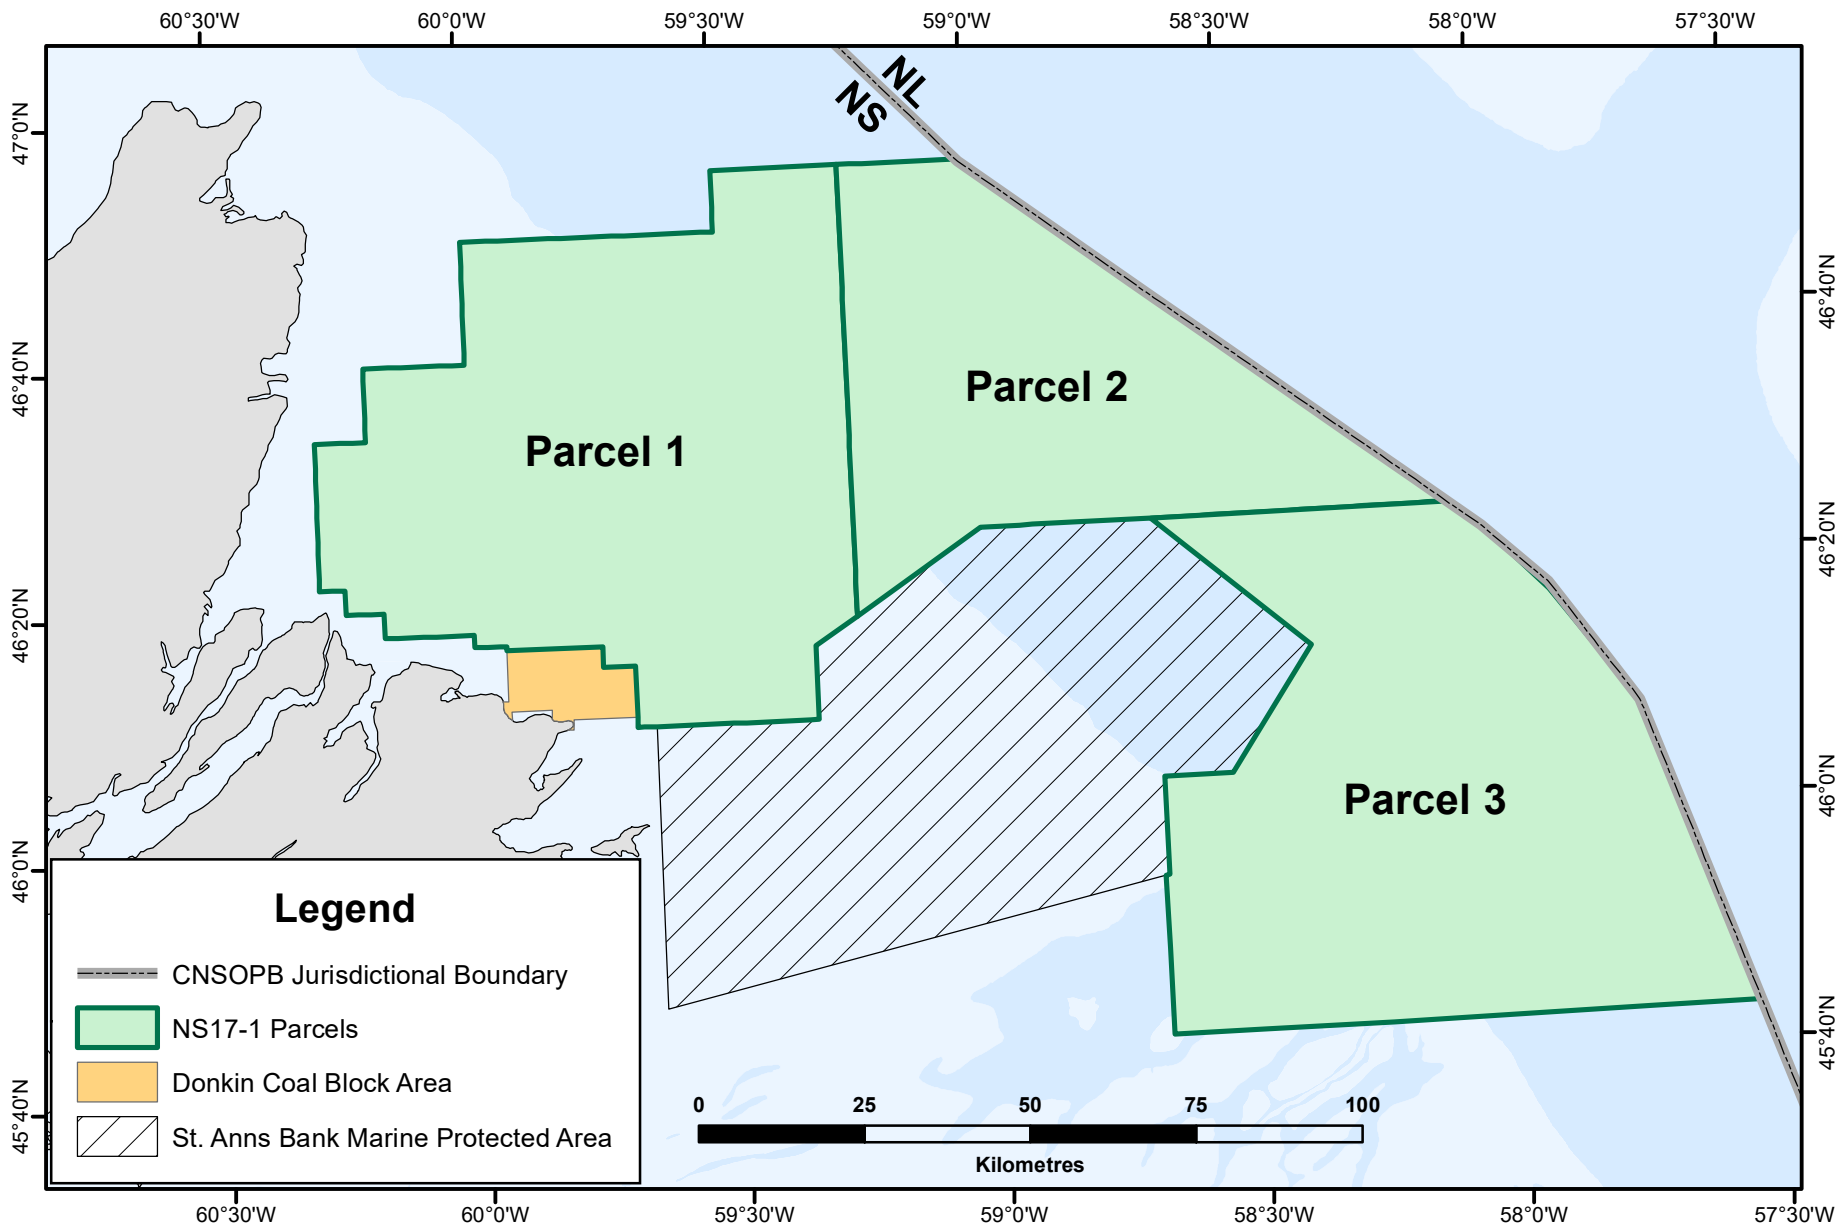 60°30'W 60°0'W 59°30'W 59°0'W 58°30'W 58°0'W 57°30'W
NL
NS
47°0'N
46°40'N
46°20'N
46°0'N
45°40'N
46°40'N
46°20'N
46°0'N
45°40'N
Parcel 1
Parcel 2
Parcel 3
Legend
CNSOPB Jurisdictional Boundary
NS17-1 Parcels
Donkin Coal Block Area
St. Anns Bank Marine Protected Area
0 25 50 75 100
Kilometres
60°30'W 60°0'W 59°30'W 59°0'W 58°30'W 58°0'W 57°30'W